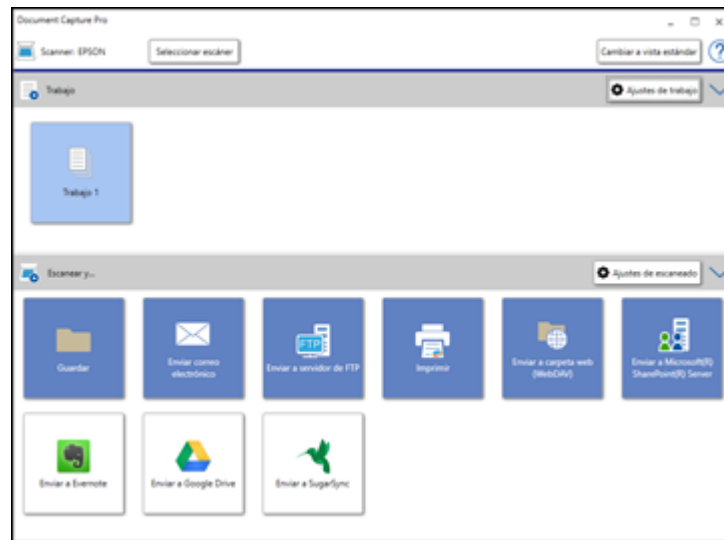 Document Capture Pro
Scanner: EPSON
Seleccionar escáner
Cambiar a vista estándar
?
Trabajo
Ajustes de trabajo
Trabajo 1
Escanear y...
Ajustes de escaneado
Guardar
Enviar correo
electrónico
FTP
Enviar a servidor de FTP
Imprimir
Enviar a carpeta web
(WebDAV)
Enviar a Microsoft(R)
SharePoint(R) Server
Enviar a Evernote
Enviar a Google Drive
Enviar a SugarSync